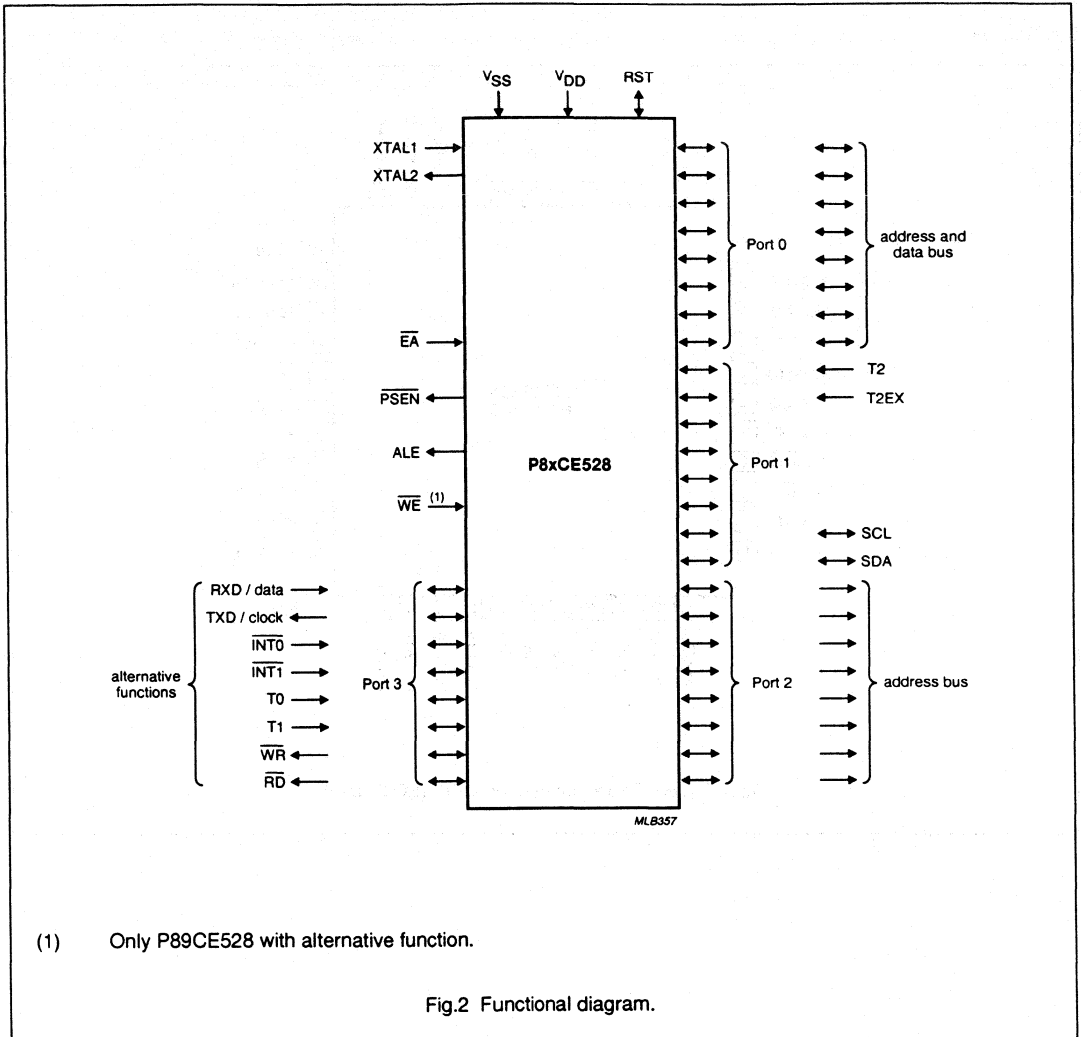 VSS VDD RST
XTAL1
XTAL2
Port 0
address and
data bus
EA
T2
PSEN
T2EX
ALE
P8xCE528
Port 1
WE (1)
SCL
SDA
RXD / data
TXD / clock
INT0
INT1
alternative
functions
Port 3
Port 2
address bus
T0
T1
WR
RD
MLB357
(1) Only P89CE528 with alternative function.
Fig.2 Functional diagram.